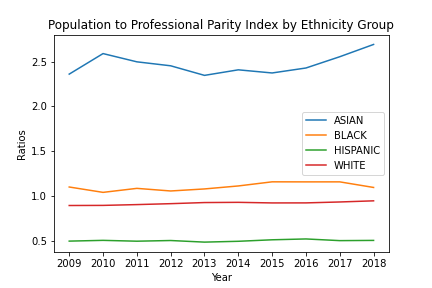 Population to Professional Parity Index by Ethnicity Group
Ratios
2.5
2.0
1.5
1.0
0.5
ASIAN
BLACK
HISPANIC
WHITE
2009 2010 2011 2012 2013 2014 2015 2016 2017 2018
Year